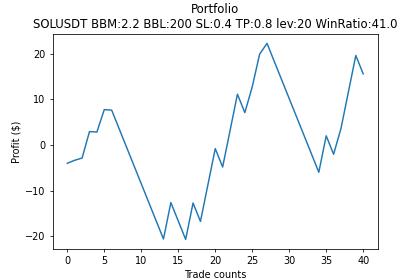 Portfolio
SOLUSDT BBM:2.2 BBL:200 SL:0.4 TP:0.8 lev:20 WinRatio:41.0
20
10
0
−10
−20
Profit ($)
0 5 10 15 20 25 30 35 40
Trade counts